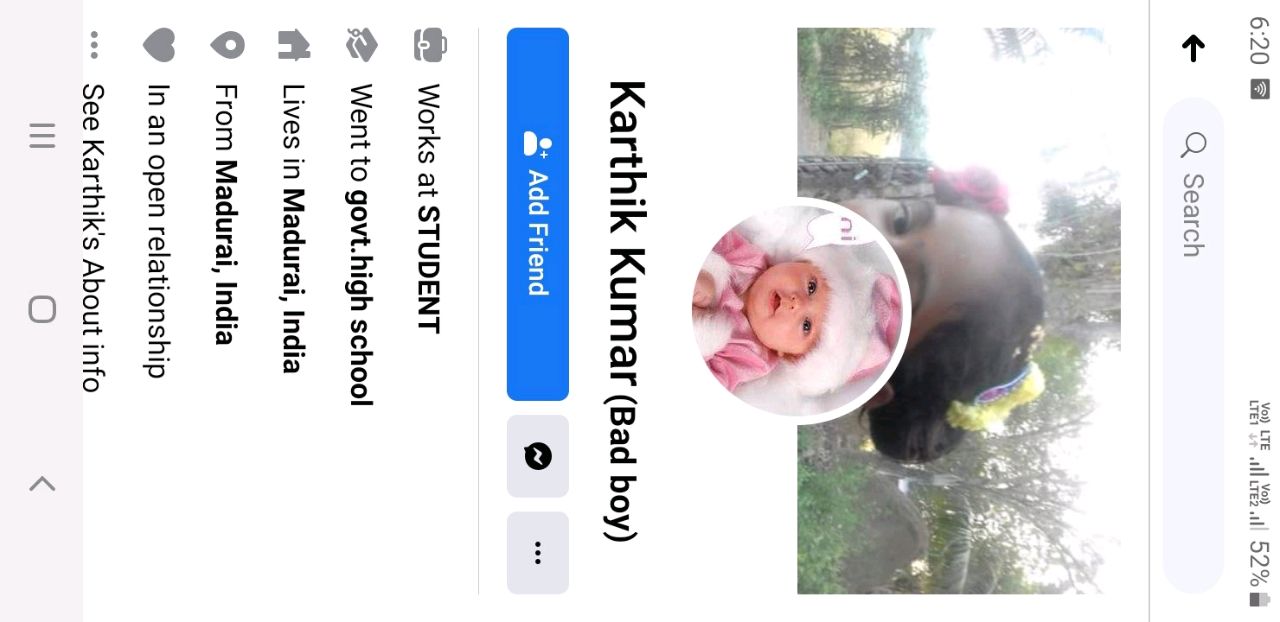 6:20
Vo)) LTE Vo))
LTE1 LTE2 52%
Search
ni
Karthik Kumar (Bad boy)
Add Friend
Works at STUDENT
Went to govt.high school
Lives in Madurai, India
From Madurai, India
In an open relationship
See Karthik's About info